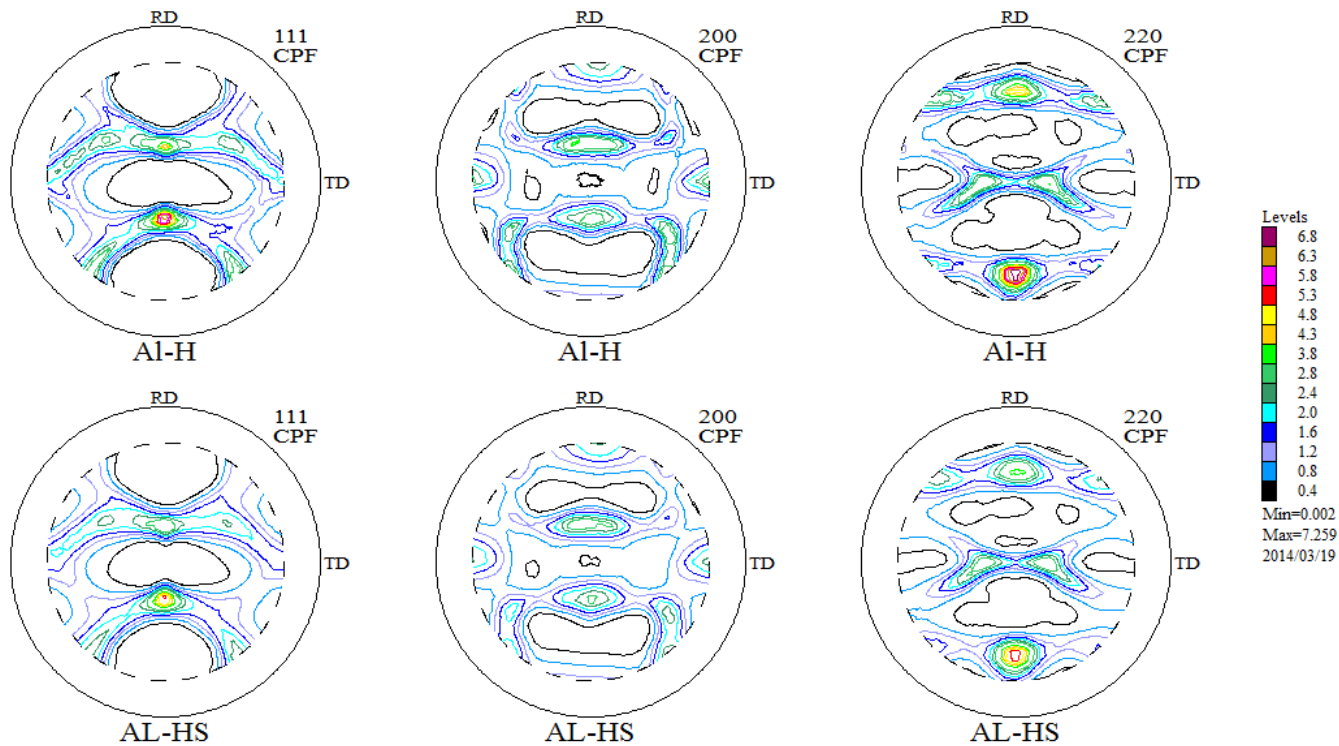 RD
111
CPF
TD
Al-H
RD
200
CPF
TD
Al-H
RD
220
CPF
TD
Al-H
RD
111
CPF
TD
AL-HS
RD
200
CPF
TD
AL-HS
RD
220
CPF
TD
AL-HS
Levels
6.8
6.3
5.8
5.3
4.8
4.3
3.8
2.8
2.4
2.0
1.6
1.2
0.8
0.4
Min=0.002
Max=7.259
2014/03/19